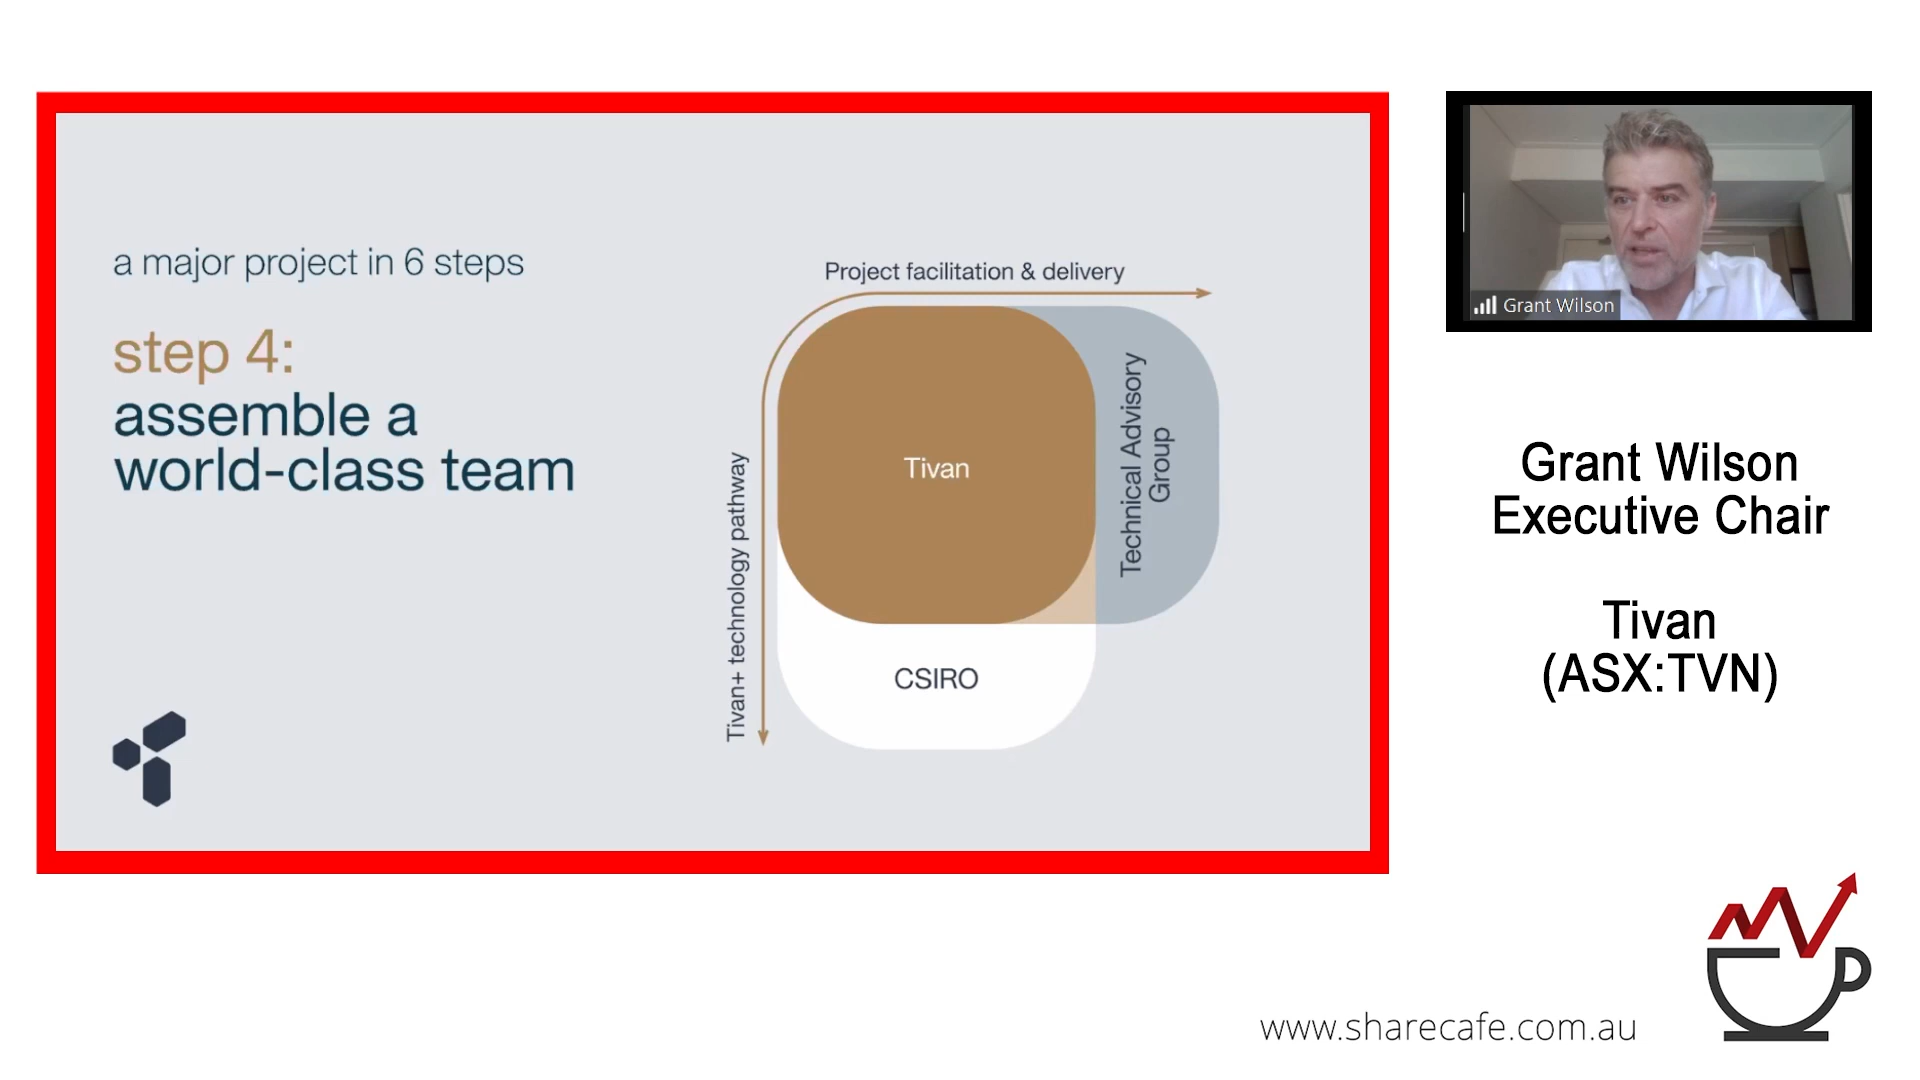 a major project in 6 steps
step 4:
assemble a
world-class team
Project facilitation & delivery
Tivan+ technology pathway
Tivan
Technical Advisory
Group
CSIRO
Grant Wilson
Grant Wilson
Executive Chair
Tivan
(ASX:TVN)
www.sharecafe.com.au